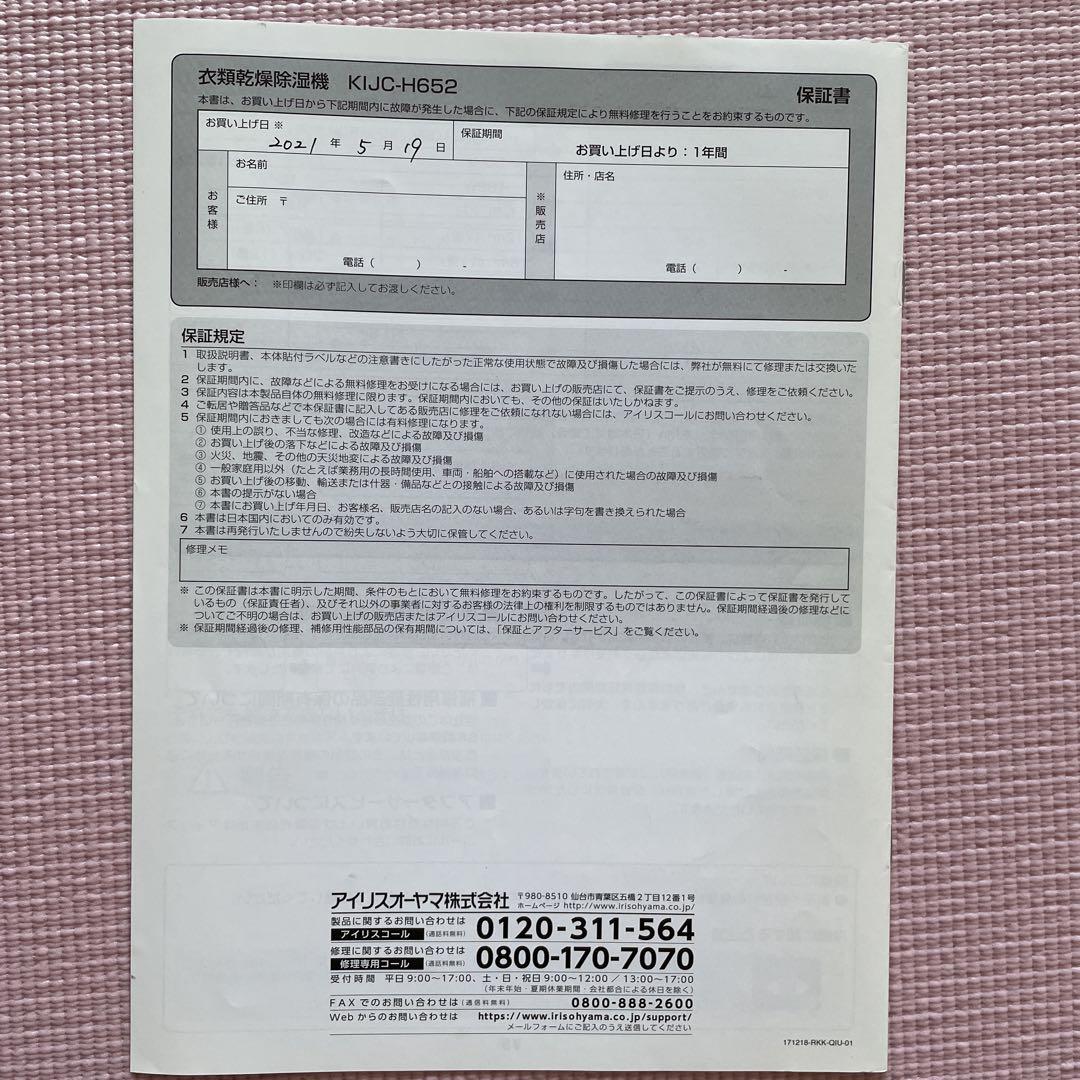 衣類乾燥除湿機 KIJC-H652
保証書
本書は、お買い上げ日から下記期間内に故障が発生した場合に、下記の保証規定により無料修理を行うことをお約束するものです。
お買い上げ日 ※
2021 年 5 月 19 日
保証期間
お買い上げ日より：1年間
お客様
お名前
ご住所 〒
電話（　　　）　　-
※販売店
住所・店名
電話（　　　）　　-
販売店様へ： ※印欄は必ず記入してお渡しください。
保証規定
1 取扱説明書、本体貼付ラベルなどの注意書きにしたがった正常な使用状態で故障及び損傷した場合には、弊社が無料にて修理または交換いた
します。
2 保証期間内に、故障などによる無料修理をお受けになる場合には、お買い上げの販売店にて、保証書をご提示のうえ、修理をご依頼ください。
3 保証内容は本製品自体の無料修理に限ります。保証期間内においても、その他の保証はいたしかねます。
4 ご転居や贈答品などで本保証書に記入してある販売店に修理をご依頼になれない場合には、アイリスコールにお問い合わせください。
5 保証期間内におきましても次の場合には有料修理になります。
① 使用上の誤り、不当な修理、改造などによる故障及び損傷
② お買い上げ後の落下などによる故障及び損傷
③ 火災、地震、その他の天災地変による故障及び損傷
④ 一般家庭用以外（たとえば業務用の長時間使用、車両・船舶への搭載など）に使用された場合の故障及び損傷
⑤ お買い上げ後の移動、輸送または什器・備品などとの接触による故障及び損傷
⑥ 本書の提示がない場合
⑦ 本書にお買い上げ年月日、お客様名、販売店名の記入のない場合、あるいは字句を書き換えられた場合
6 本書は日本国内においてのみ有効です。
7 本書は再発行いたしませんので紛失しないよう大切に保管してください。
修理メモ
※ この保証書は本書に明示した期間、条件のもとにおいて無料修理をお約束するものです。したがって、この保証書によって保証書を発行して
いるもの（保証責任者）、及びそれ以外の事業者に対するお客様の法律上の権利を制限するものではありません。保証期間経過後の修理などに
ついてご不明の場合は、お買い上げの販売店またはアイリスコールにお問い合わせください。
※ 保証期間経過後の修理、補修用性能部品の保有期間については、「保証とアフターサービス」をご覧ください。
アイリスオーヤマ株式会社 〒980-8510 仙台市青葉区五橋2丁目12番1号
ホームページ http://www.irisohyama.co.jp/
製品に関するお問い合わせは
アイリスコール （通話料無料） 0120-311-564
修理に関するお問い合わせは
修理専用コール （通話料無料） 0800-170-7070
受付時間 平日 9:00〜17:00、土・日・祝日 9:00〜12:00 / 13:00〜17:00
（年末年始・夏期休業期間・会社都合による休日を除く）
FAXでのお問い合わせは（通信料無料） 0800-888-2600
Webからのお問い合わせは https://www.irisohyama.co.jp/support/
メールフォームにご記入のうえ送信してください
171218-RKK-QIU-01